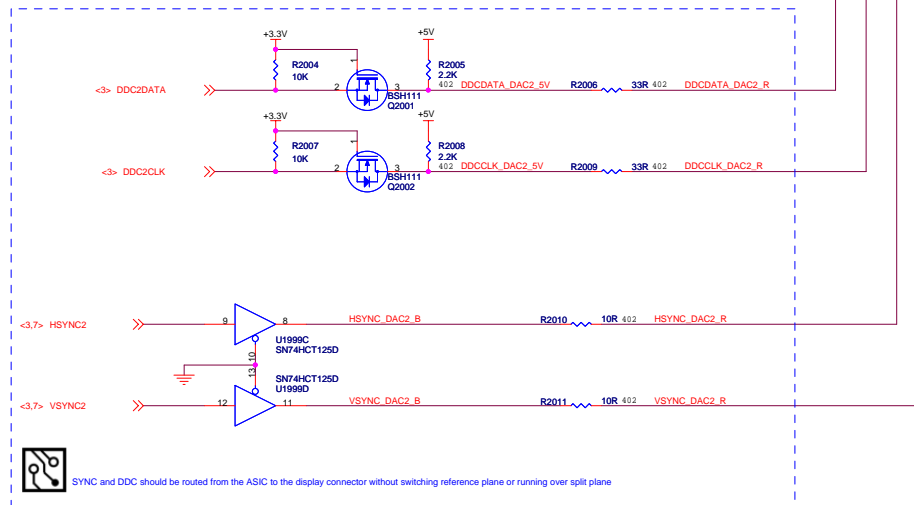 +3.3V
+5V
R2004
10K
1
R2005
2.2K
402
<3> DDC2DATA
2
3
DDCDATA_DAC2_5V
R2006
33R 402
DDCDATA_DAC2_R
BSH111
Q2001
+3.3V
+5V
R2007
10K
1
R2008
2.2K
402
<3> DDC2CLK
2
3
DDCCLK_DAC2_5V
R2009
33R 402
DDCCLK_DAC2_R
BSH111
Q2002
<3,7> HSYNC2
9
8
HSYNC_DAC2_B
R2010
10R 402
HSYNC_DAC2_R
U1999C
SN74HCT125D
10
13
SN74HCT125D
U1999D
<3,7> VSYNC2
12
11
VSYNC_DAC2_B
R2011
10R 402
VSYNC_DAC2_R
SYNC and DDC should be routed from the ASIC to the display connector without switching reference plane or running over split plane